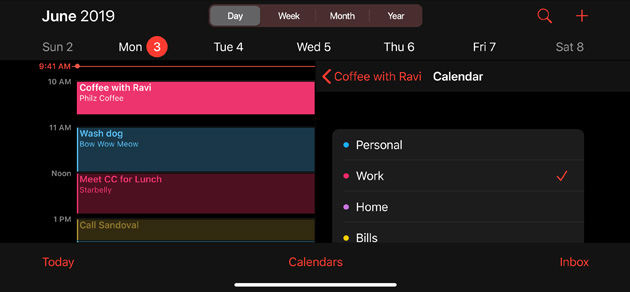 June 2019
Day Week Month Year
Sun 2 Mon 3 Tue 4 Wed 5 Thu 6 Fri 7 Sat 8
9:41 AM
10 AM
Coffee with Ravi
Philz Coffee
11 AM
Wash dog
Bow Wow Meow
Noon
Meet CC for Lunch
Starbelly
1 PM
Call Sandoval
Coffee with Ravi Calendar
Personal
Work
Home
Bills
Today Calendars Inbox